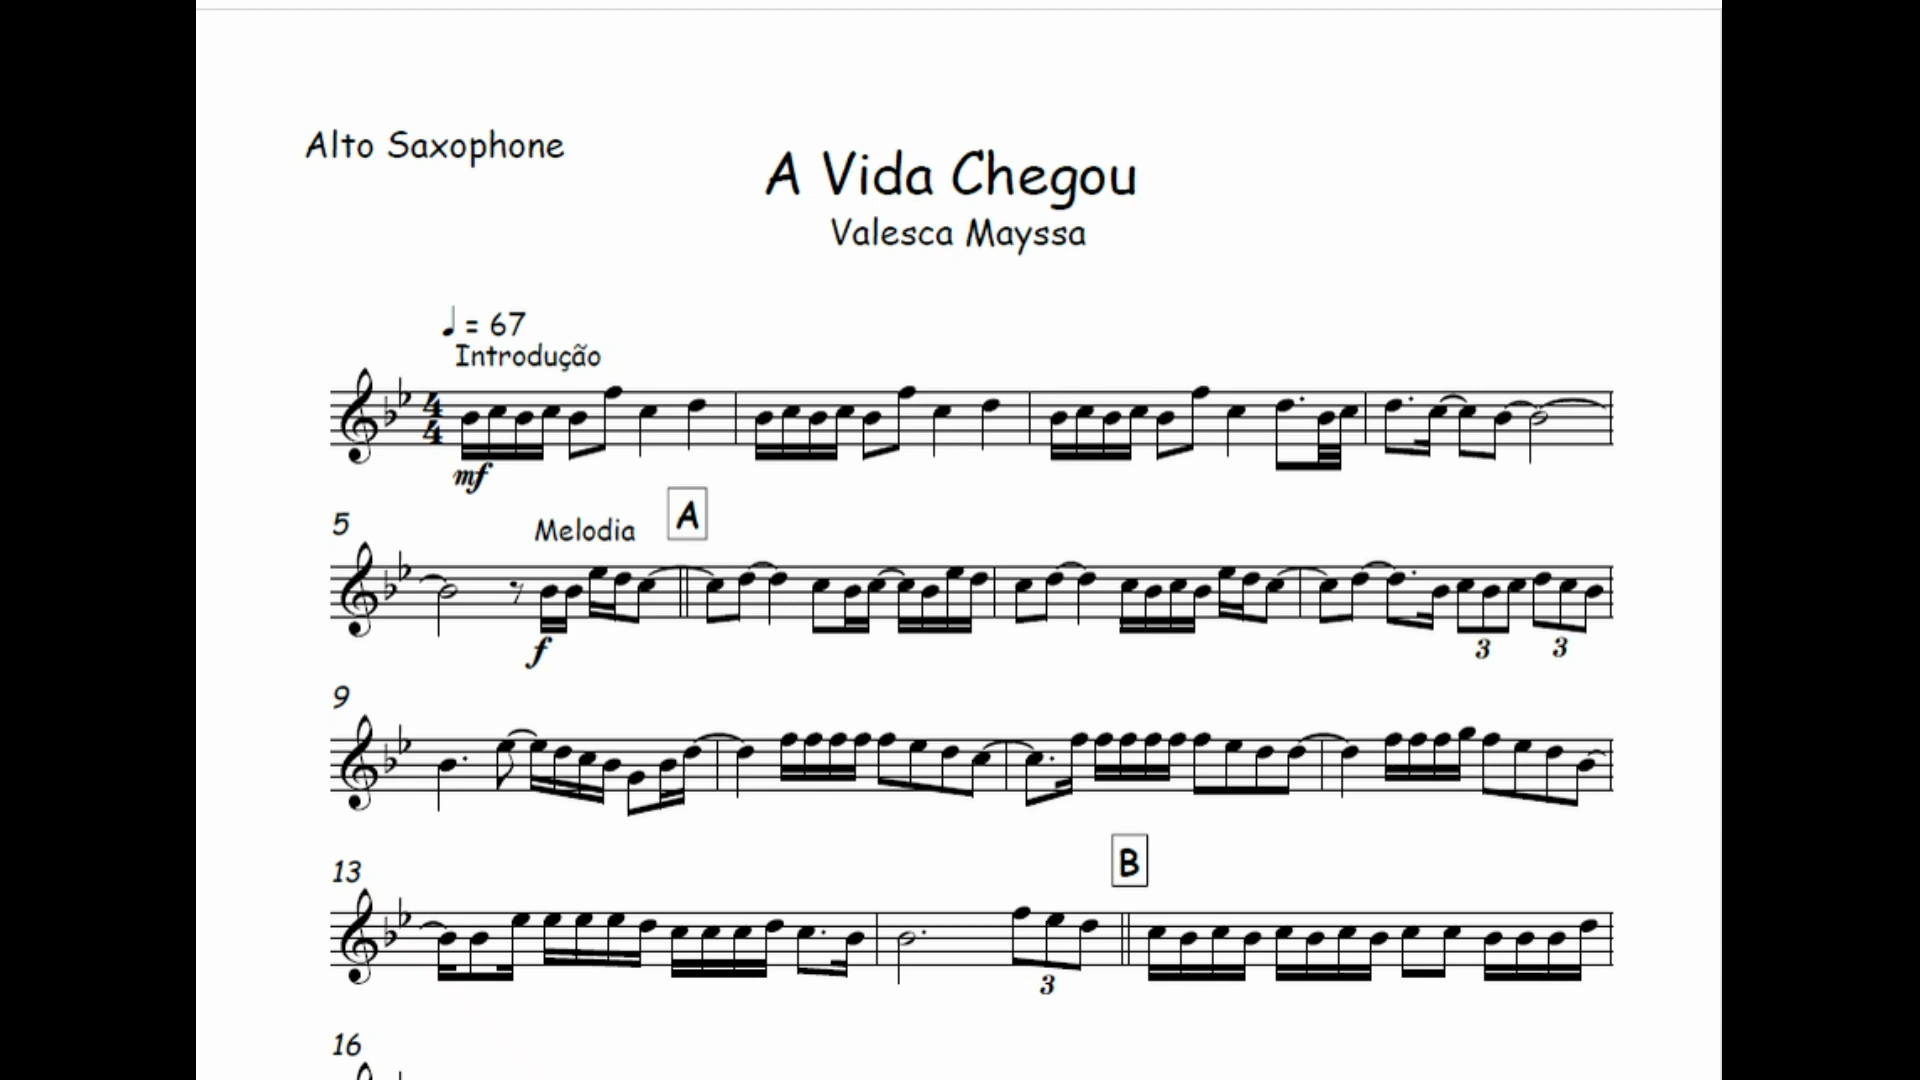 Alto Saxophone
A Vida Chegou
Valesca Mayssa
♩ = 67
Introdução
4
4
mf
5
Melodia
A
f
3
3
9
13
B
3
16